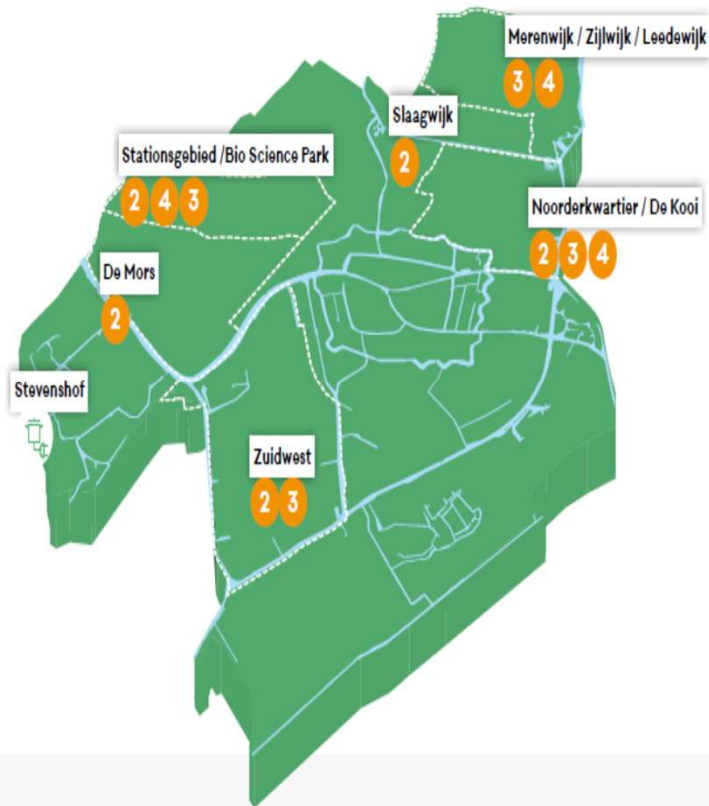 Merenwijk / Zijlwijk / Leedewijk
3 4
Slaagwijk
2
Stationsgebied /Bio Science Park
2 4 3
Noorderkwartier / De Kooi
2 3 4
De Mors
2
Stevenshof
Zuidwest
2 3